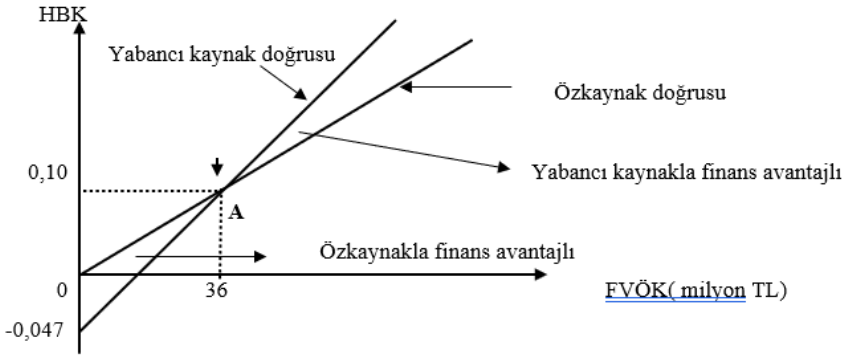 HBK
Yabancı kaynak doğrusu
Özkaynak doğrusu
0,10
Yabancı kaynakla finans avantajlı
A
Özkaynakla finans avantajlı
0
36
FVÖK( milyon TL)
-0,047